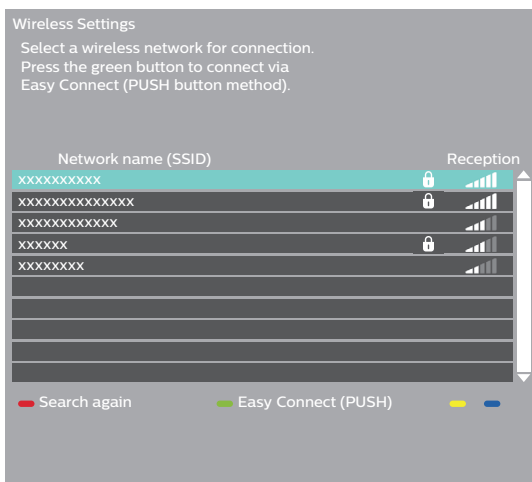 Wireless Settings
Select a wireless network for connection.
Press the green button to connect via
Easy Connect (PUSH button method).
Network name (SSID) Reception
xxxxxxxxxx
xxxxxxxxxxxxxx
xxxxxxxxxxxx
xxxxxx
xxxxxxxx
Search again Easy Connect (PUSH)